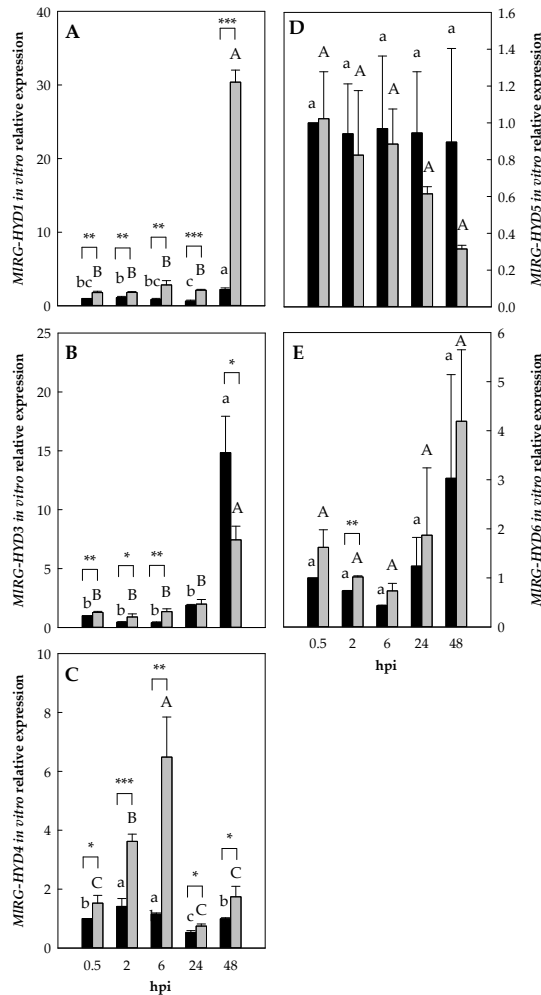 A
MIRG-HYD1 in vitro relative expression
40
30
20
10
0
**
**
**
***
***
bc B
b B
bc B
c B
a A
D
MIRG-HYD5 in vitro relative expression
1.6
1.4
1.2
1.0
0.8
0.6
0.4
0.2
0.0
a A
a A
a A
a A
a A
B
MIRG-HYD3 in vitro relative expression
25
20
15
10
5
0
**
*
**
*
b B
b B
b B
b B
a A
E
MIRG-HYD6 in vitro relative expression
6
5
4
3
2
1
0
**
a A
a A
a A
a A
a A
0.5 2 6 24 48
hpi
C
MIRG-HYD4 in vitro relative expression
10
8
6
4
2
0
*
***
**
*
*
b C
a B
a A
c C
b C
0.5 2 6 24 48
hpi